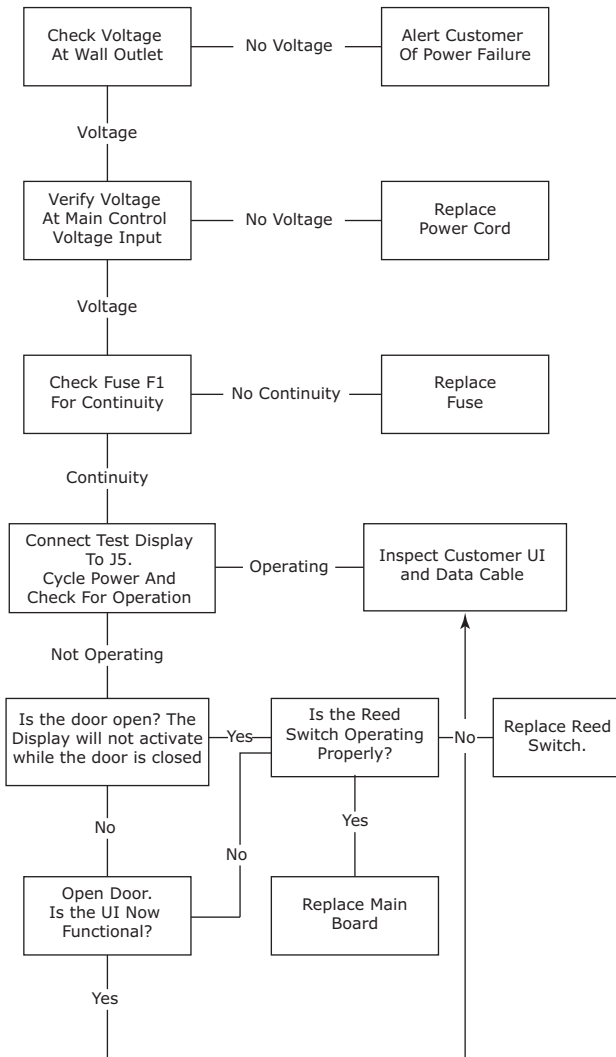 Check Voltage
At Wall Outlet
No Voltage
Alert Customer
Of Power Failure
Voltage
Verify Voltage
At Main Control
Voltage Input
No Voltage
Replace
Power Cord
Voltage
Check Fuse F1
For Continuity
No Continuity
Replace
Fuse
Continuity
Connect Test Display
To J5.
Cycle Power And
Check For Operation
Operating
Inspect Customer UI
and Data Cable
Not Operating
Is the door open? The
Display will not activate
while the door is closed
Yes
Is the Reed
Switch Operating
Properly?
No
Replace Reed
Switch.
No
No
Yes
Open Door.
Is the UI Now
Functional?
Replace Main
Board
Yes